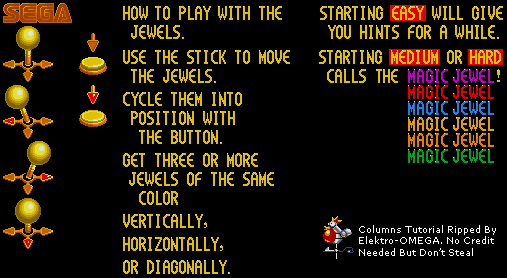 SEGA
HOW TO PLAY WITH THE
JEWELS.
USE THE STICK TO MOVE
THE JEWELS.
CYCLE THEM INTO
POSITION WITH
THE BUTTON.
GET THREE OR MORE
JEWELS OF THE SAME
COLOR
VERTICALLY,
HORIZONTALLY,
OR DIAGONALLY.
STARTING EASY WILL GIVE
YOU HINTS FOR A WHILE.
STARTING MEDIUM OR HARD
CALLS THE MAGIC JEWEL!
MAGIC JEWEL
MAGIC JEWEL
MAGIC JEWEL
MAGIC JEWEL
MAGIC JEWEL
Columns Tutorial Ripped By
Elektro-OMEGA. No Credit
Needed But Don't Steal